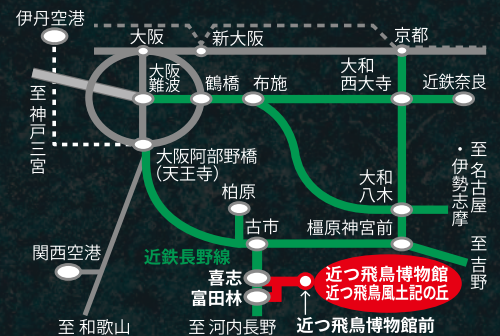 伊丹空港
大阪
新大阪
京都
大阪
難波
鶴橋
布施
大和
西大寺
近鉄奈良
至 神戸三宮
大阪阿部野橋
(天王寺)
柏原
大和
八木
至 名古屋
・伊勢志摩
古市
橿原神宮前
至 吉野
関西空港
近鉄長野線
喜志
富田林
近つ飛鳥博物館
近つ飛鳥風土記の丘
至 和歌山
至 河内長野
近つ飛鳥博物館前